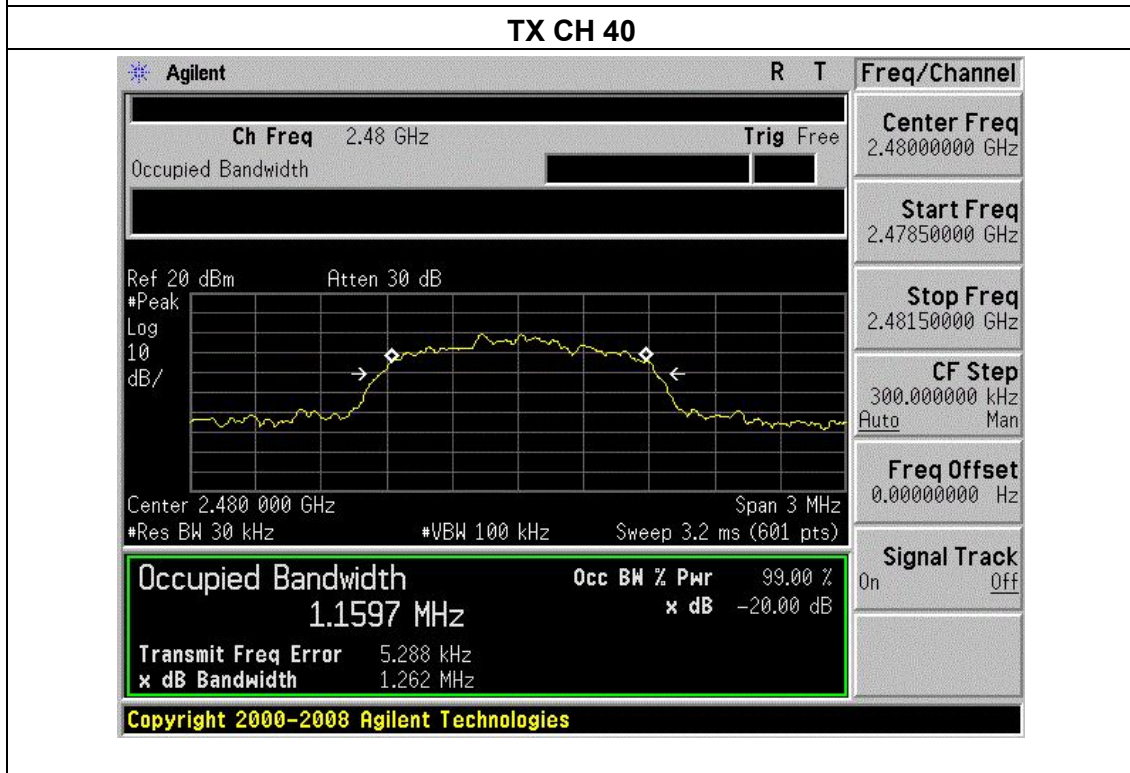 TX CH 40
Agilent R T Freq/Channel
Ch Freq 2.48 GHz Trig Free
Occupied Bandwidth
Center Freq
2.48000000 GHz
Start Freq
2.47850000 GHz
Stop Freq
2.48150000 GHz
CF Step
300.000000 kHz
Auto Man
Freq Offset
0.00000000 Hz
Signal Track
On Off
Ref 20 dBm Atten 30 dB
#Peak
Log
10
dB/
Center 2.480 000 GHz Span 3 MHz
#Res BW 30 kHz #VBW 100 kHz Sweep 3.2 ms (601 pts)
Occupied Bandwidth Occ BW % Pwr 99.00 %
1.1597 MHz x dB -20.00 dB
Transmit Freq Error 5.288 kHz
x dB Bandwidth 1.262 MHz
Copyright 2000-2008 Agilent Technologies